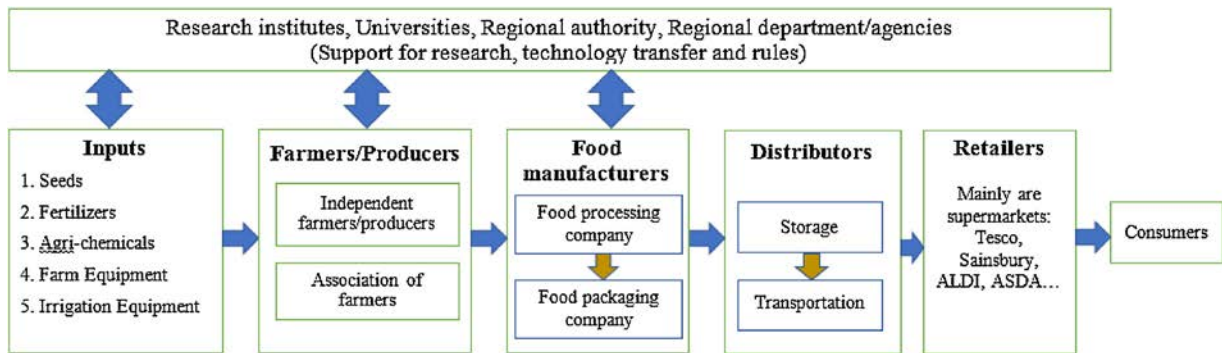 Research institutes, Universities, Regional authority, Regional department/agencies
(Support for research, technology transfer and rules)
Inputs
1. Seeds
2. Fertilizers
3. Agri-chemicals
4. Farm Equipment
5. Irrigation Equipment
Farmers/Producers
Independent
farmers/producers
Association of
farmers
Food
manufacturers
Food processing
company
Food packaging
company
Distributors
Storage
Transportation
Retailers
Mainly are
supermarkets:
Tesco,
Sainsbury,
ALDI, ASDA…
Consumers